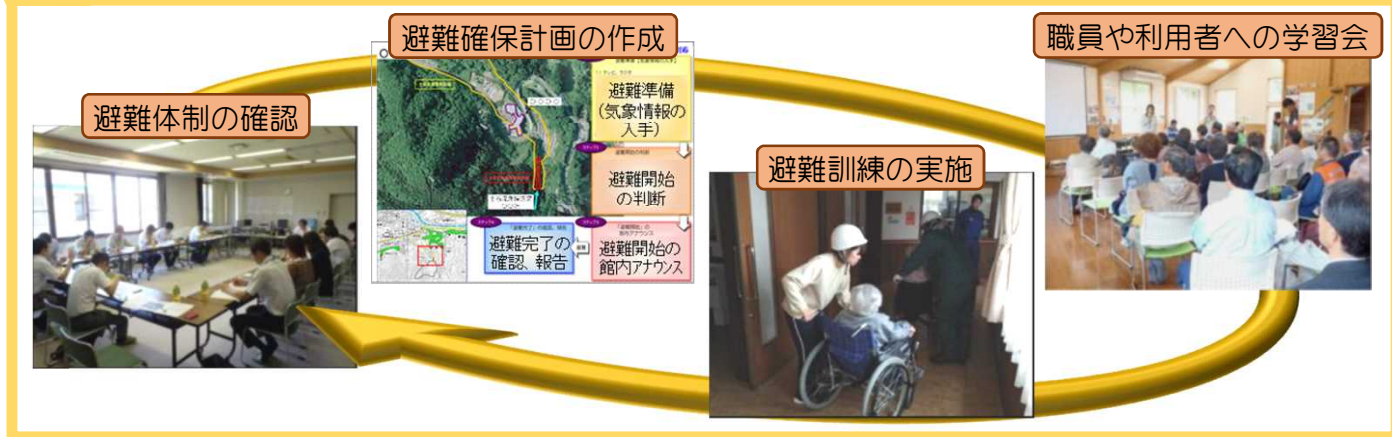 避難確保計画の作成
職員や利用者への学習会
避難体制の確認
避難訓練の実施
避難準備
(気象情報の
入手)
避難開始
の判断
避難開始の
館内アナウンス
避難完了の
確認、報告